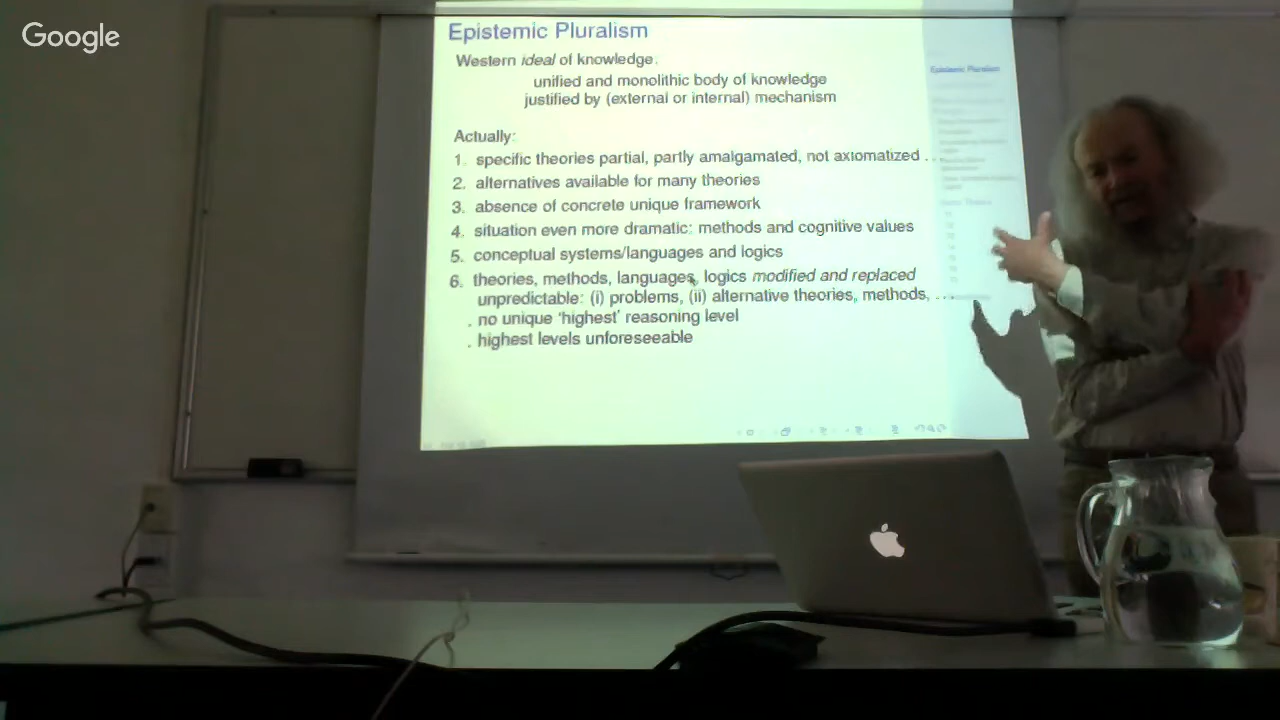 Google
Epistemic Pluralism
Western ideal of knowledge:
unified and monolithic body of knowledge
justified by (external or internal) mechanism
Actually:
1. specific theories partial, partly amalgamated, not axiomatized . . .
2. alternatives available for many theories
3. absence of concrete unique framework
4. situation even more dramatic: methods and cognitive values
5. conceptual systems/languages and logics
6. theories, methods, languages, logics modified and replaced
unpredictable: (i) problems, (ii) alternative theories, methods, . . .
. no unique ‘highest’ reasoning level
. highest levels unforeseeable
Epistemic Pluralism